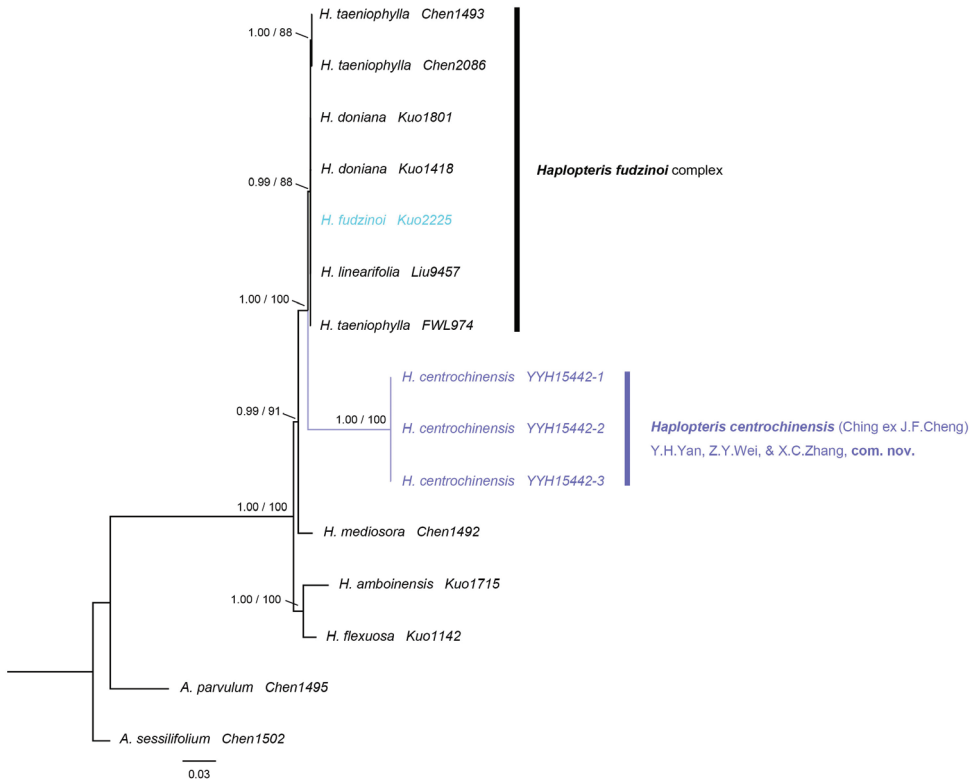 H. taeniophylla Chen1493
1.00 / 88
H. taeniophylla Chen2086
H. doniana Kuo1801
H. doniana Kuo1418
Haplopteris fudzinoi complex
0.99 / 88
H. fudzinoi Kuo2225
H. linearifolia Liu9457
1.00 / 100
H. taeniophylla FWL974
H. centrochinensis YYH15442-1
0.99 / 91
1.00 / 100
H. centrochinensis YYH15442-2
Haplopteris centrochinensis (Ching ex J.F.Cheng)
Y.H.Yan, Z.Y.Wei, & X.C.Zhang, com. nov.
H. centrochinensis YYH15442-3
1.00 / 100
H. mediosora Chen1492
H. amboinensis Kuo1715
1.00 / 100
H. flexuosa Kuo1142
A. parvulum Chen1495
A. sessilifolium Chen1502
0.03